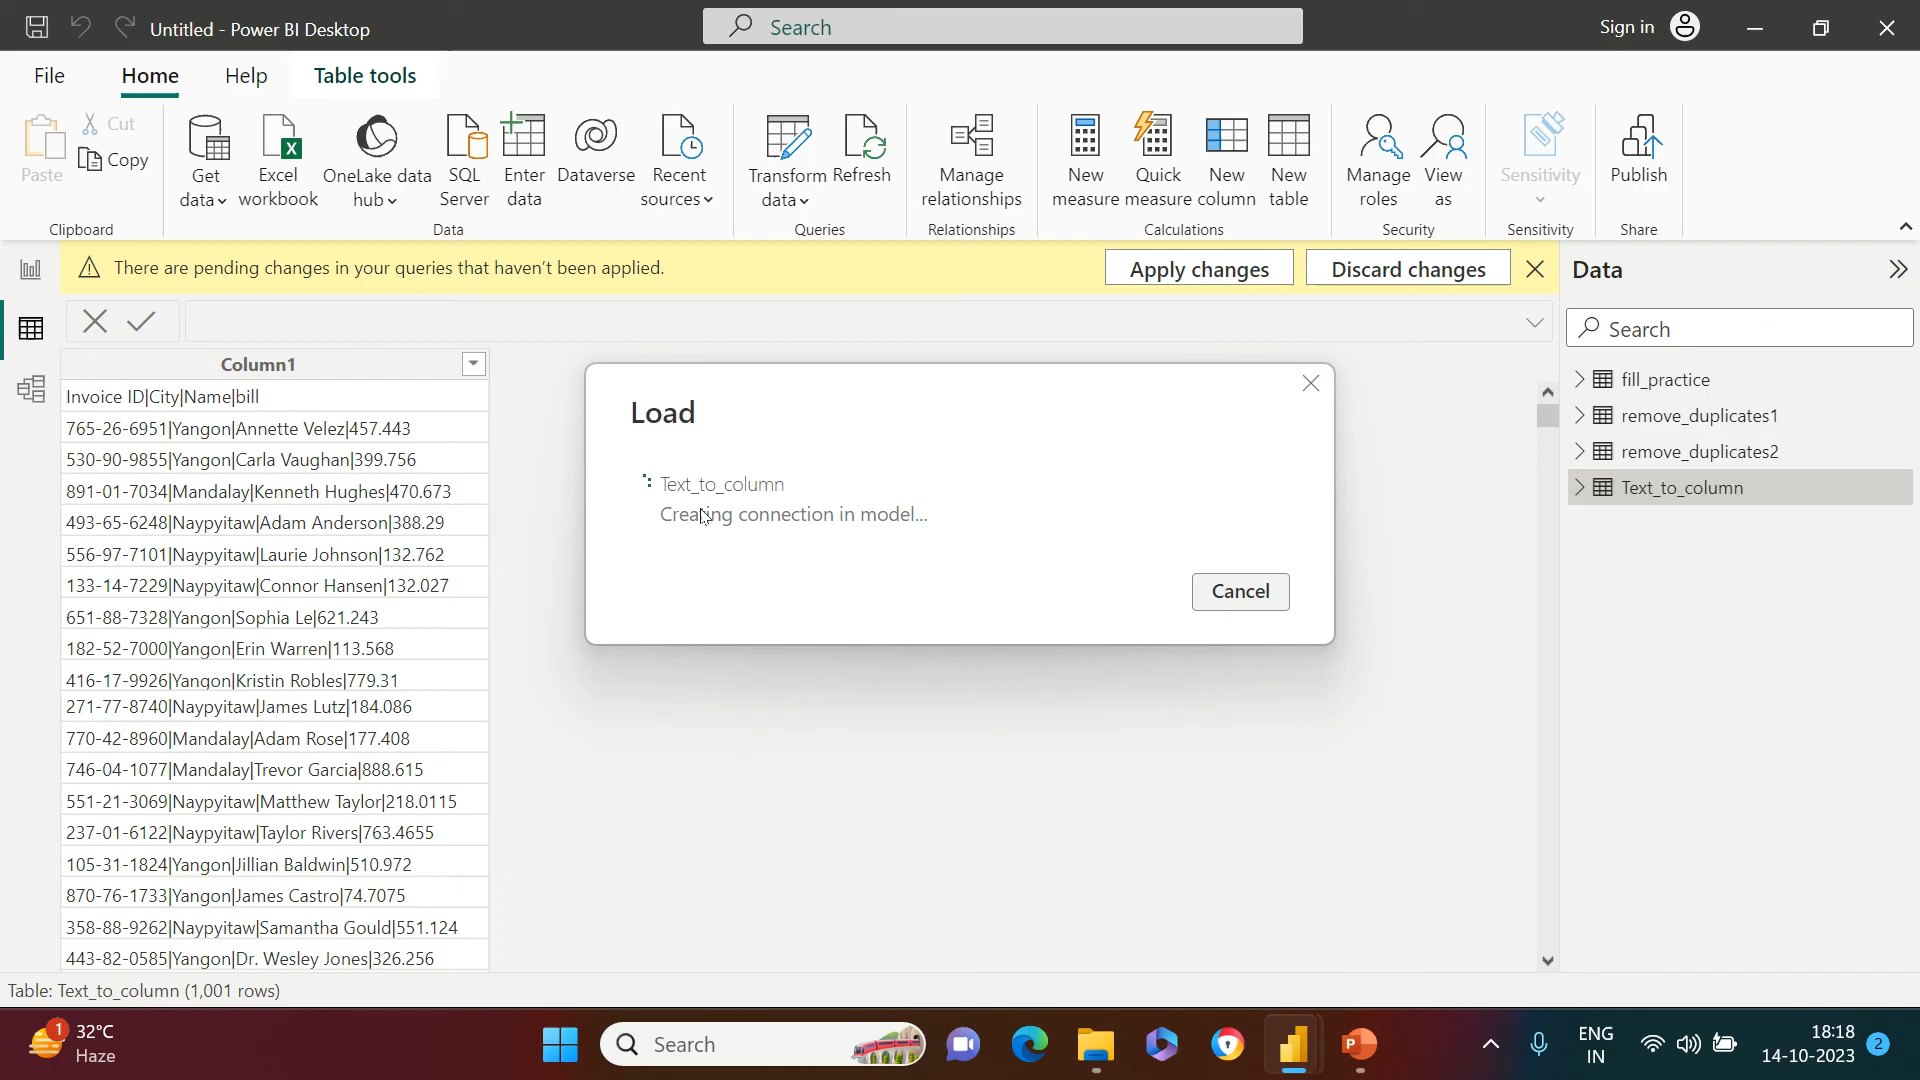 Untitled - Power BI Desktop
Search
Sign in
File
Home
Help
Table tools
Paste
Cut
Copy
Clipboard
Get data
Excel workbook
OneLake data hub
SQL Server
Enter data
Dataverse
Recent sources
Data
Transform data
Refresh
Queries
Manage relationships
Relationships
New measure
Quick measure
New column
New table
Calculations
Manage roles
View as
Security
Sensitivity
Sensitivity
Publish
Share
There are pending changes in your queries that haven't been applied.
Apply changes
Discard changes
Data
Search
fill_practice
remove_duplicates1
remove_duplicates2
Text_to_column
Column1
Invoice ID|City|Name|bill
765-26-6951|Yangon|Annette Velez|457.443
530-90-9855|Yangon|Carla Vaughan|399.756
891-01-7034|Mandalay|Kenneth Hughes|470.673
493-65-6248|Naypyitaw|Adam Anderson|388.29
556-97-7101|Naypyitaw|Laurie Johnson|132.762
133-14-7229|Naypyitaw|Connor Hansen|132.027
651-88-7328|Yangon|Sophia Le|621.243
182-52-7000|Yangon|Erin Warren|113.568
416-17-9926|Yangon|Kristin Robles|779.31
271-77-8740|Naypyitaw|James Lutz|184.086
770-42-8960|Mandalay|Adam Rose|177.408
746-04-1077|Mandalay|Trevor Garcia|888.615
551-21-3069|Naypyitaw|Matthew Taylor|218.0115
237-01-6122|Naypyitaw|Taylor Rivers|763.4655
105-31-1824|Yangon|Jillian Baldwin|510.972
870-76-1733|Yangon|James Castro|74.7075
358-88-9262|Naypyitaw|Samantha Gould|551.124
443-82-0585|Yangon|Dr. Wesley Jones|326.256
Load
Text_to_column
Creating connection in model...
Cancel
Table: Text_to_column (1,001 rows)
1
32°C
Haze
Search
P
ENG
IN
18:18
14-10-2023
2